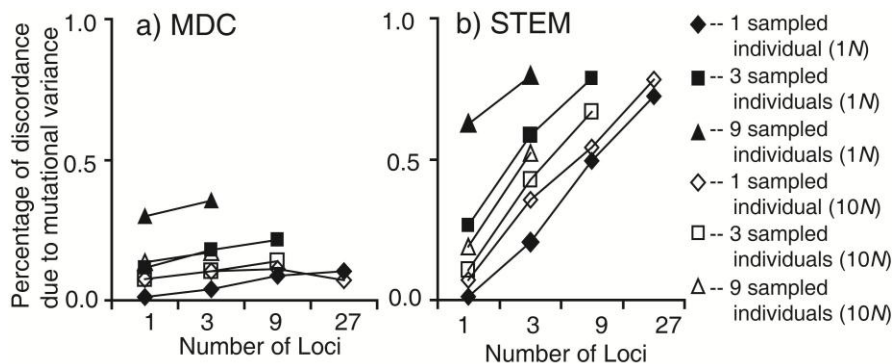 a) MDC
b) STEM
Percentage of discordance
due to mutational variance
1.0
0.5
0.0
1 3 9 27
Number of Loci
1.0
0.5
0.0
1 3 9 27
Number of Loci
-- 1 sampled
individual (1N)
-- 3 sampled
individuals (1N)
-- 9 sampled
individuals (1N)
-- 1 sampled
individual (10N)
-- 3 sampled
individuals (10N)
-- 9 sampled
individuals (10N)